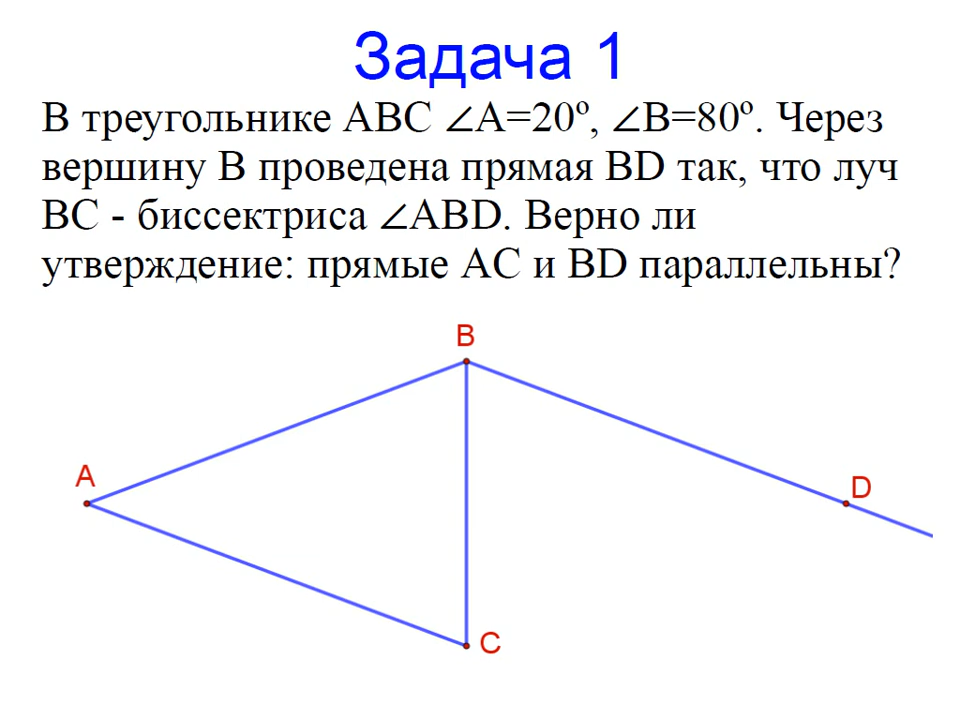 Задача 1
В треугольнике ABC ∠A=20º, ∠B=80º. Через
вершину B проведена прямая BD так, что луч
BC - биссектриса ∠ABD. Верно ли
утверждение: прямые AC и BD параллельны?
B
A
D
C